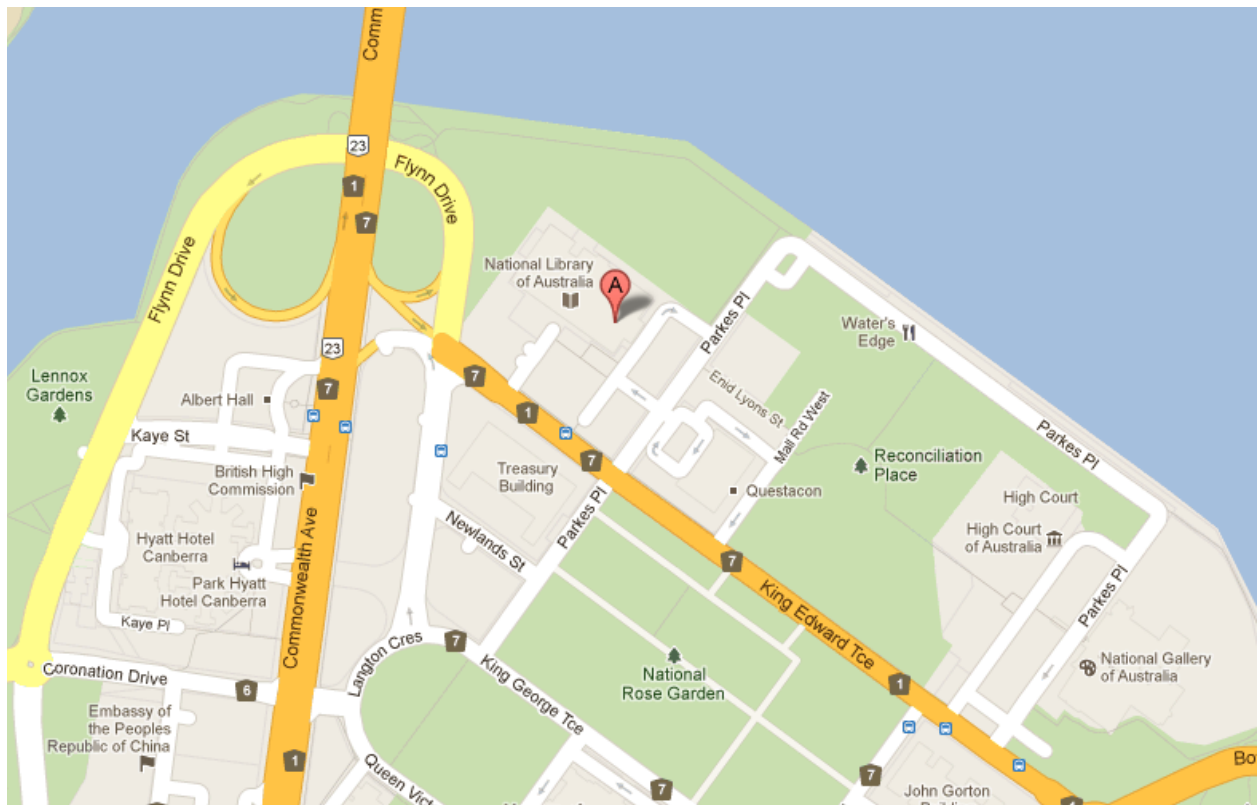 Comm
23
Flynn Drive
1
7
Flynn Drive
National Library
of Australia
A
Parkes Pl
Water's
Edge
23
7
7
1
Lennox
Gardens
Albert Hall
Enid Lyons St
Mall Rd West
Parkes Pl
Kaye St
British High
Commission
Treasury
Building
7
Questacon
Reconciliation
Place
High Court
High Court
of Australia
Hyatt Hotel
Canberra
Park Hyatt
Hotel Canberra
Kaye Pl
Commonwealth Ave
Newlands St
Parkes Pl
7
King Edward Tce
Parkes Pl
Coronation Drive
6
Langton Cres
7
King George Tce
National
Rose Garden
1
National Gallery
of Australia
Embassy of
the Peoples
Republic of China
1
Queen Vict
7
7
John Gorton
Bo